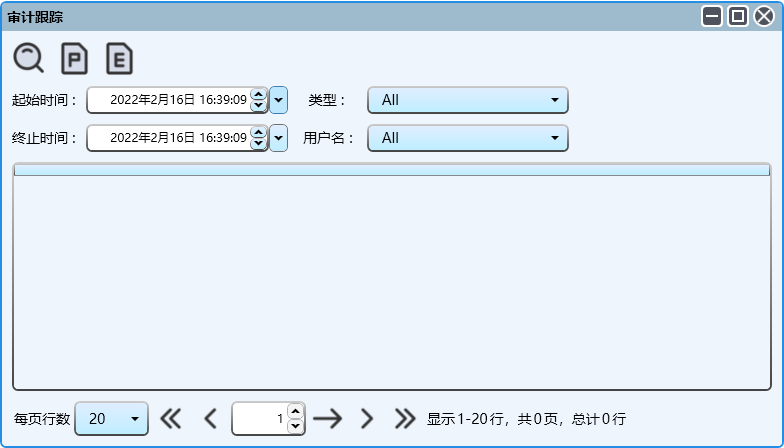 审计跟踪
P E
起始时间： 2022年2月16日 16:39:09 类型： All
终止时间： 2022年2月16日 16:39:09 用户名： All
每页行数 20 1 显示1-20行，共0页，总计0行